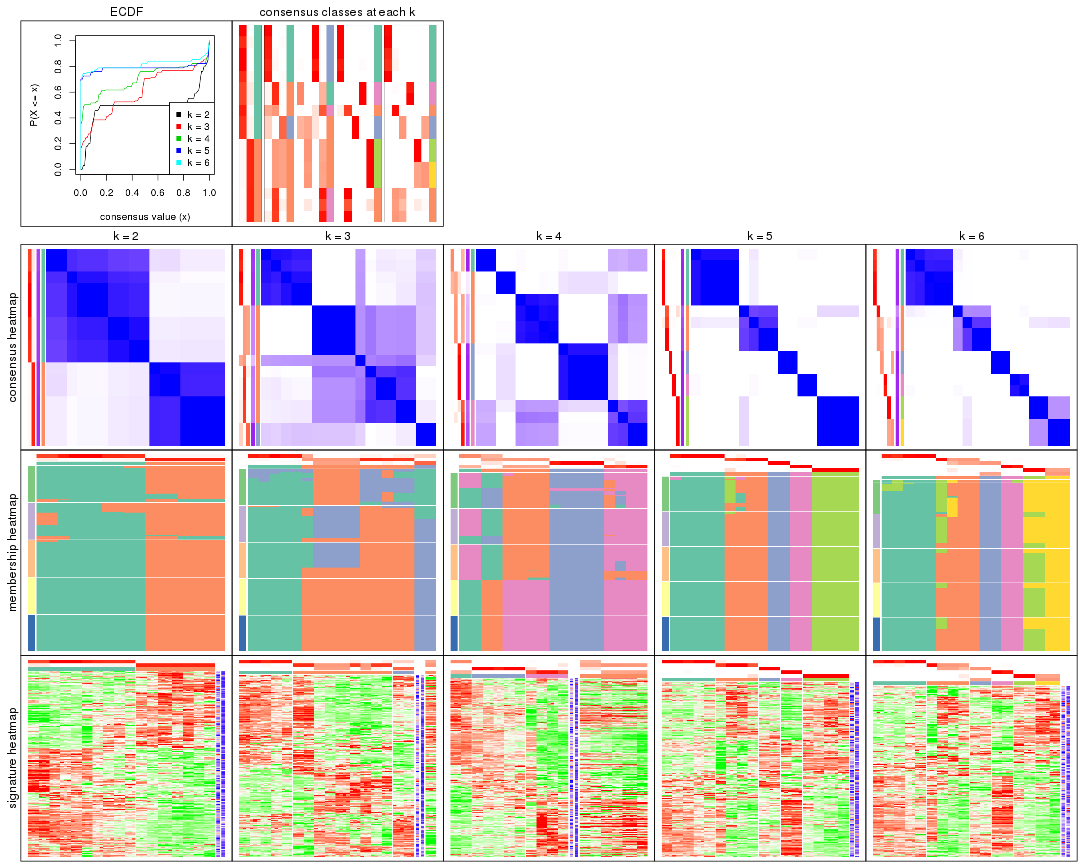 ECDF
consensus classes at each k
P(X <= x)
0.0 0.2 0.4 0.6 0.8 1.0
k = 2
k = 3
k = 4
k = 5
k = 6
0.0 0.2 0.4 0.6 0.8 1.0
consensus value (x)
k = 2
k = 3
k = 4
k = 5
k = 6
consensus heatmap
membership heatmap
signature heatmap